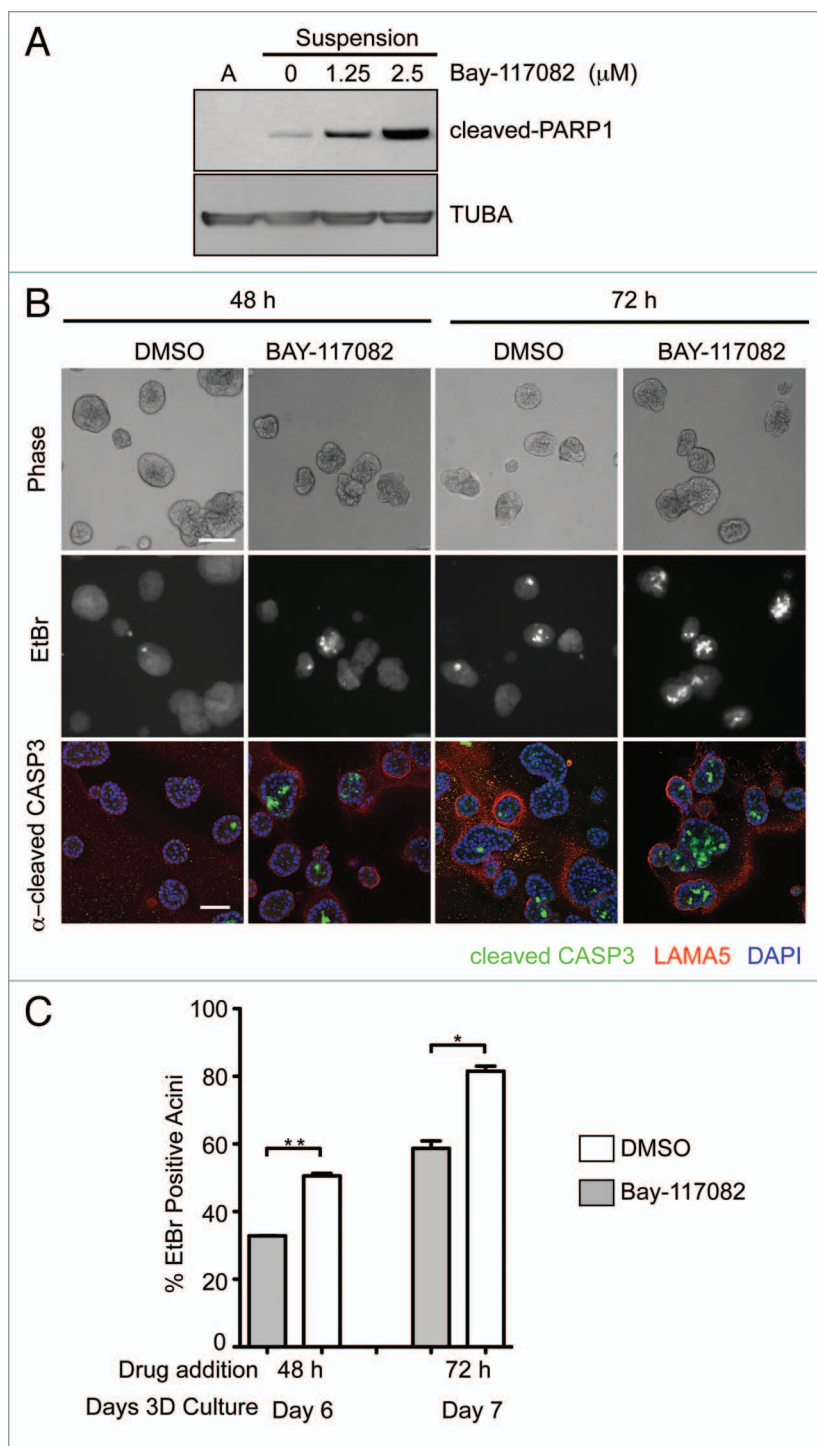 A
Suspension
A 0 1.25 2.5 Bay-117082 (μM)
cleaved-PARP1
TUBA
B
48 h 72 h
DMSO BAY-117082 DMSO BAY-117082
Phase
EtBr
α-cleaved CASP3
cleaved CASP3 LAMA5 DAPI
C
% EtBr Positive Acini
100
80
60
40
20
0
**
*
DMSO
Bay-117082
Drug addition 48 h 72 h
Days 3D Culture Day 6 Day 7